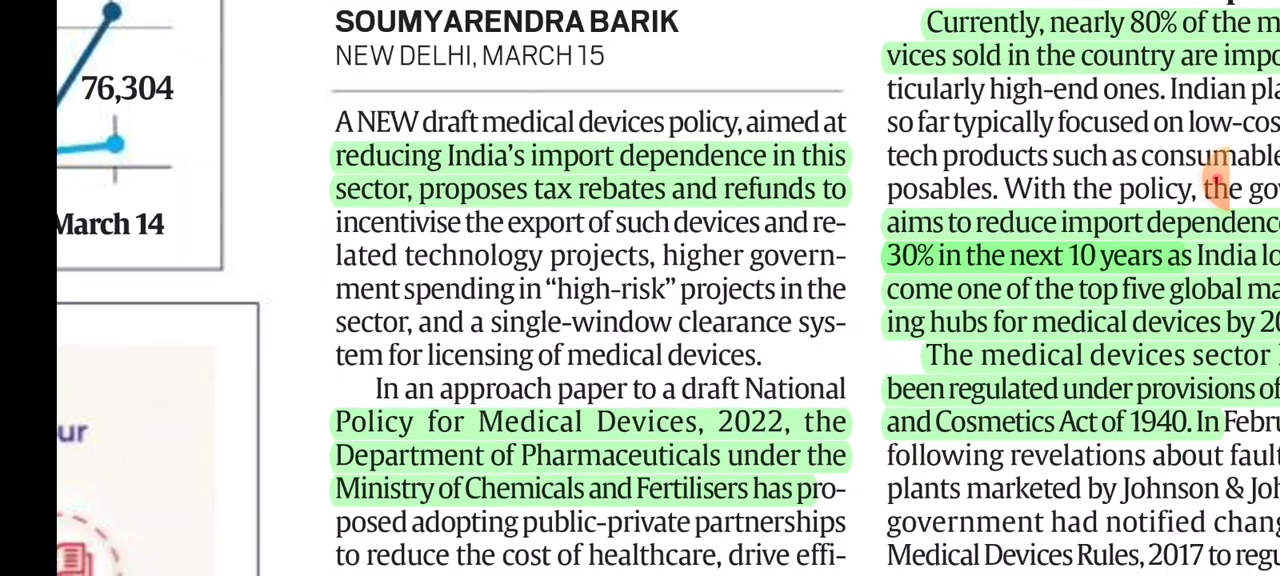 76,304
March 14
SOUMYARENDRA BARIK
NEW DELHI, MARCH 15
A NEW draft medical devices policy, aimed at
reducing India's import dependence in this
sector, proposes tax rebates and refunds to
incentivise the export of such devices and re-
lated technology projects, higher govern-
ment spending in “high-risk” projects in the
sector, and a single-window clearance sys-
tem for licensing of medical devices.
In an approach paper to a draft National
Policy for Medical Devices, 2022, the
Department of Pharmaceuticals under the
Ministry of Chemicals and Fertilisers has pro-
posed adopting public-private partnerships
to reduce the cost of healthcare, drive effi-
Currently, nearly 80% of the m
vices sold in the country are impo
ticularly high-end ones. Indian pla
so far typically focused on low-cos
tech products such as consumable
posables. With the policy, the go
aims to reduce import dependenc
30% in the next 10 years as India lo
come one of the top five global ma
ing hubs for medical devices by 20
The medical devices sector
been regulated under provisions of
and Cosmetics Act of 1940. In Febru
following revelations about fault
plants marketed by Johnson & Joh
government had notified chang
Medical Devices Rules, 2017 to regu
ur